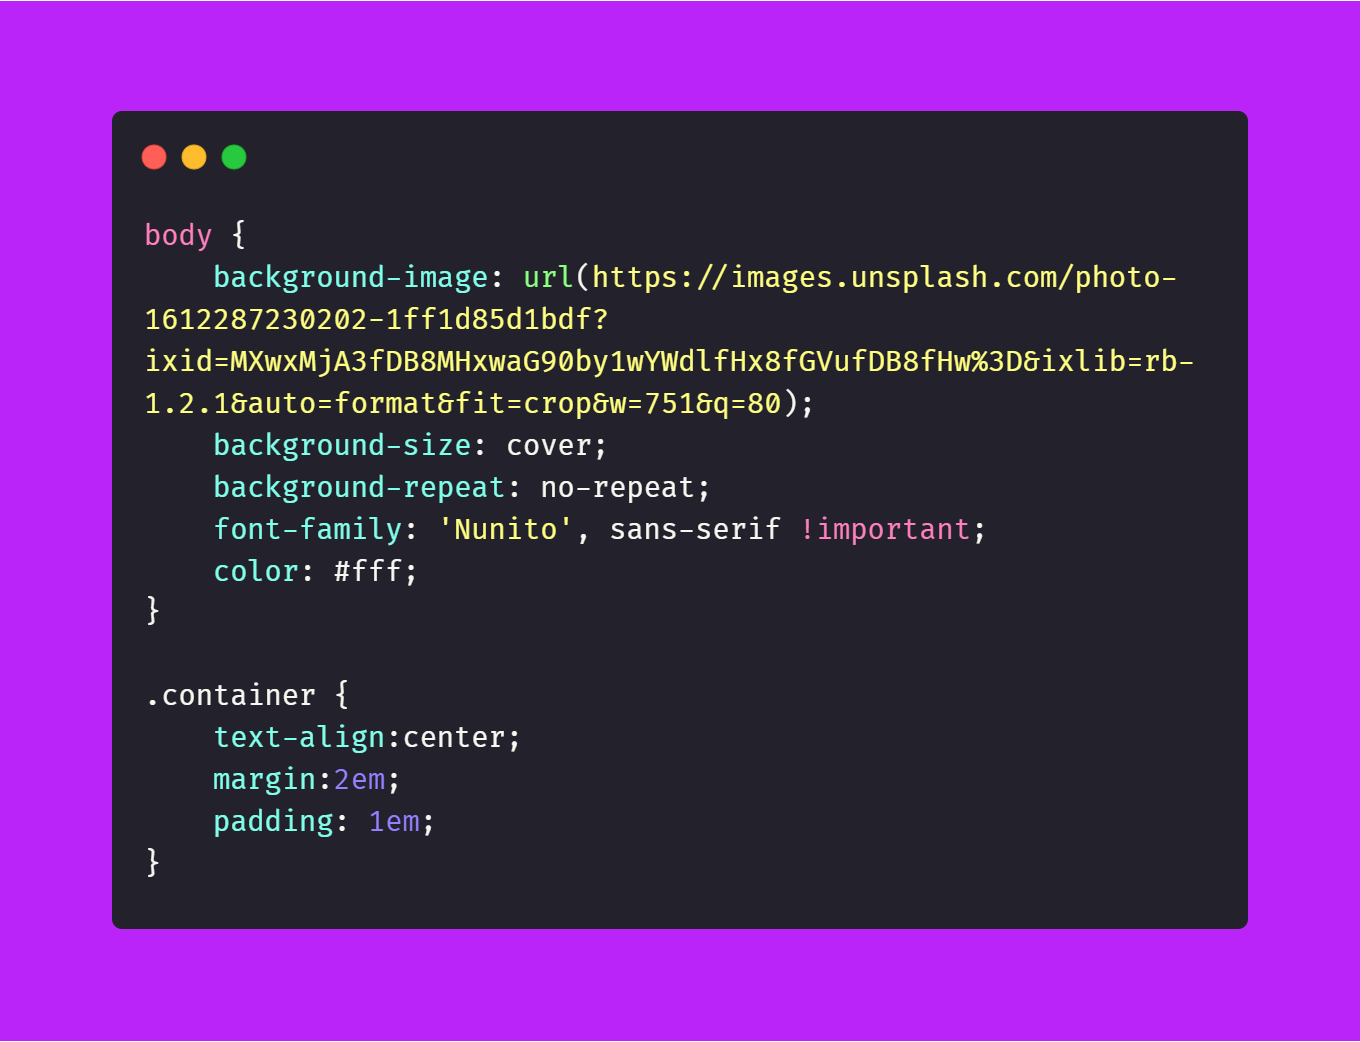 body {
    background-image: url(https://images.unsplash.com/photo-
1612287230202-1ff1d85d1bdf?
ixid=MXwxMjA3fDB8MHxwaG90by1wYWdlfHx8fGVufDB8fHw%3D&ixlib=rb-
1.2.1&auto=format&fit=crop&w=751&q=80);
    background-size: cover;
    background-repeat: no-repeat;
    font-family: 'Nunito', sans-serif !important;
    color: #fff;
}

.container {
    text-align:center;
    margin:2em;
    padding: 1em;
}